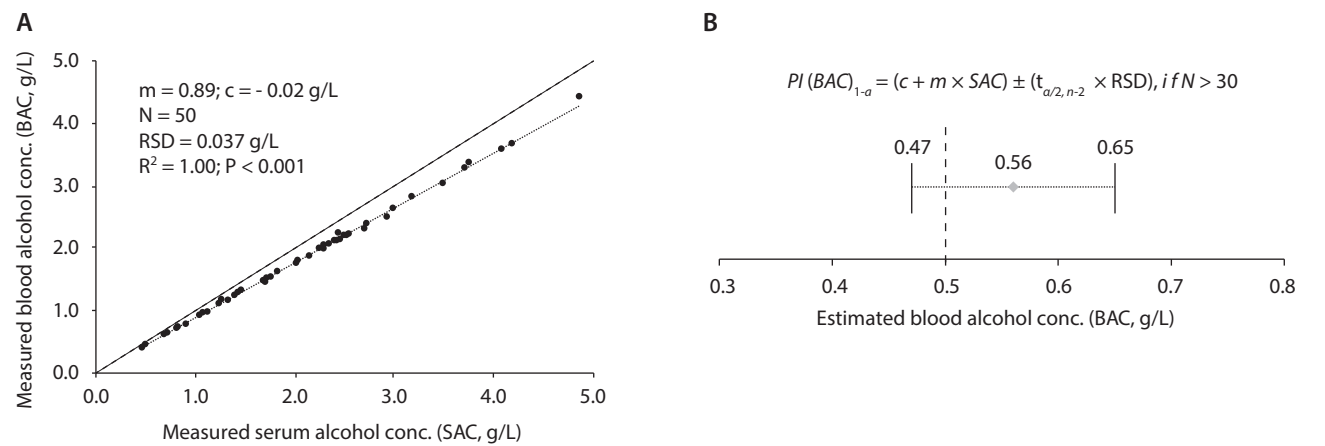 A
Measured blood alcohol conc. (BAC, g/L)
5.0
4.0
3.0
2.0
1.0
0.0
m = 0.89; c = - 0.02 g/L
N = 50
RSD = 0.037 g/L
R² = 1.00; P < 0.001
0.0 1.0 2.0 3.0 4.0 5.0
Measured serum alcohol conc. (SAC, g/L)
B
PI (BAC)1-a = (c + m × SAC) ± (ta/2, n-2 × RSD), if N > 30
0.47 0.56 0.65
0.3 0.4 0.5 0.6 0.7 0.8
Estimated blood alcohol conc. (BAC, g/L)